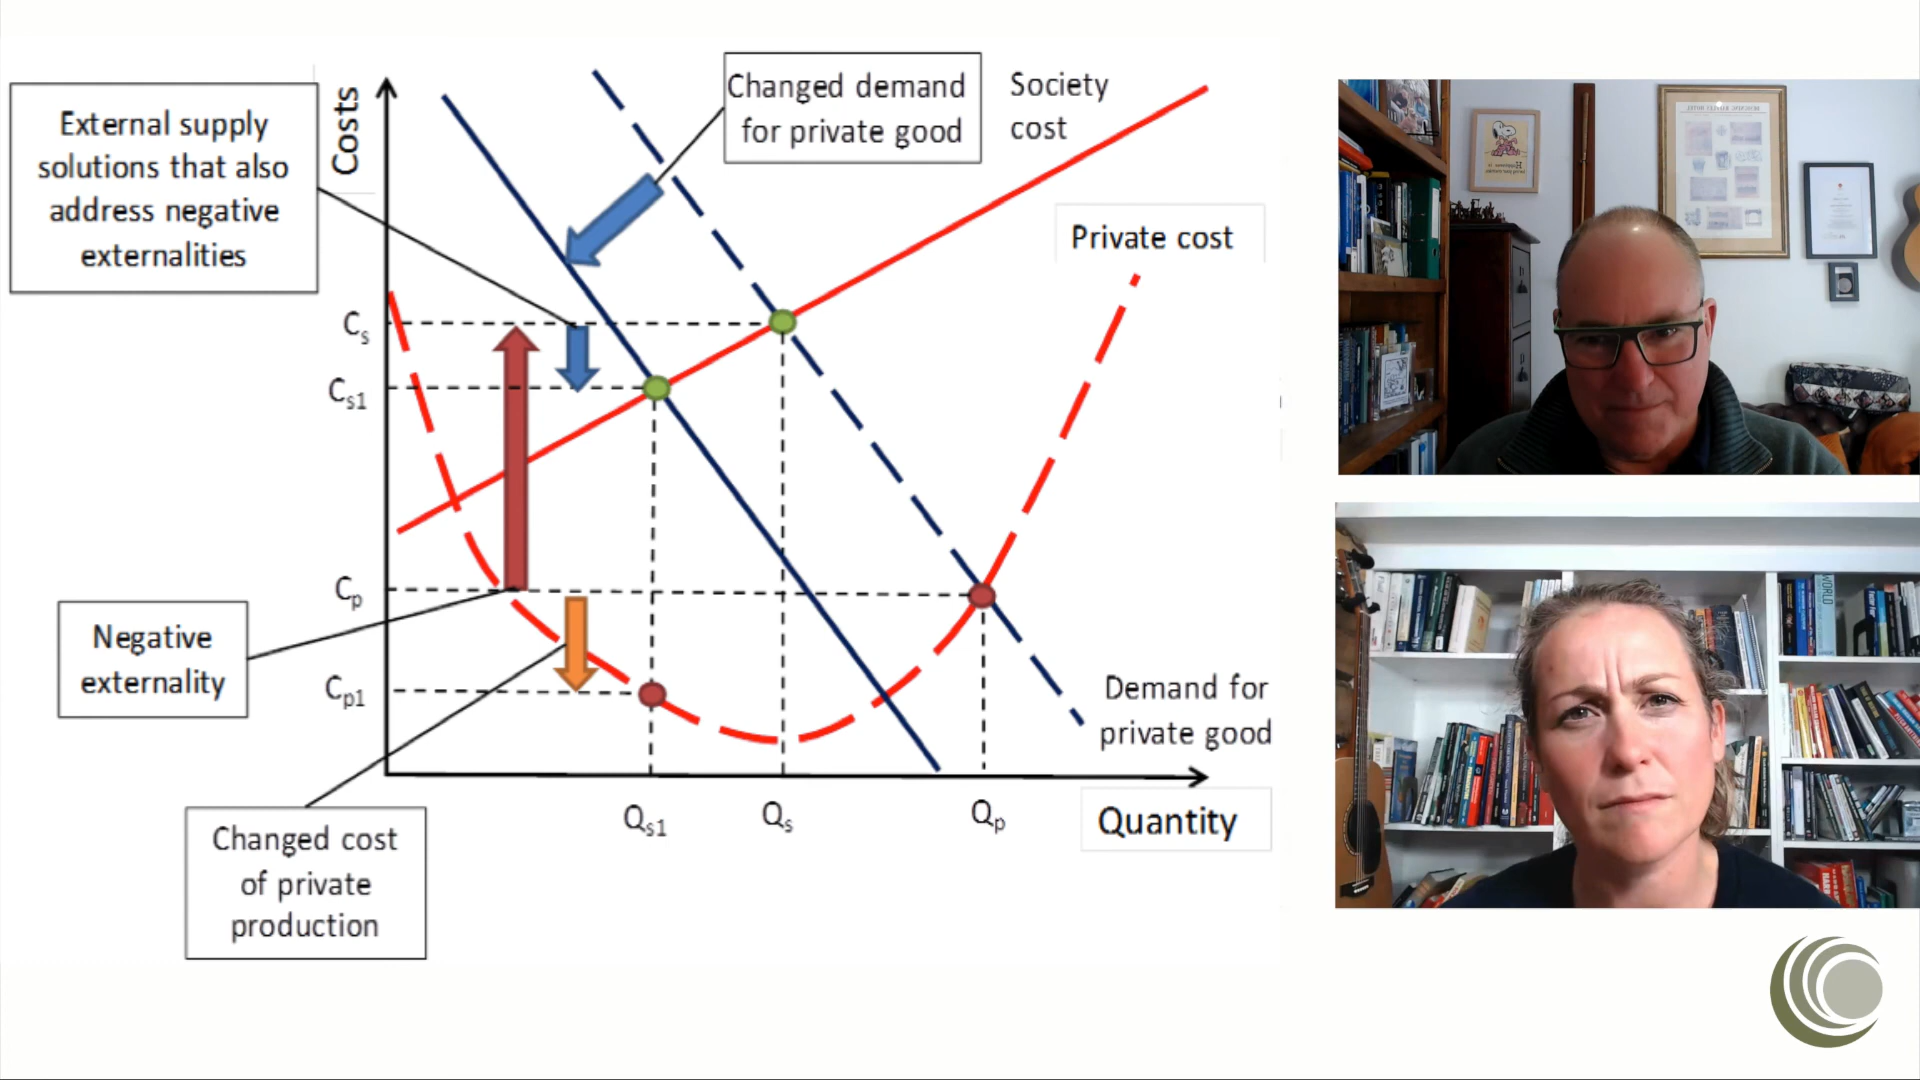 External supply
solutions that also
address negative
externalities
Costs
Changed demand
for private good
Society
cost
Private cost
Cs
Cs1
Cp
Cp1
Negative
externality
Demand for
private good
Changed cost
of private
production
Qs1
Qs
Qp
Quantity